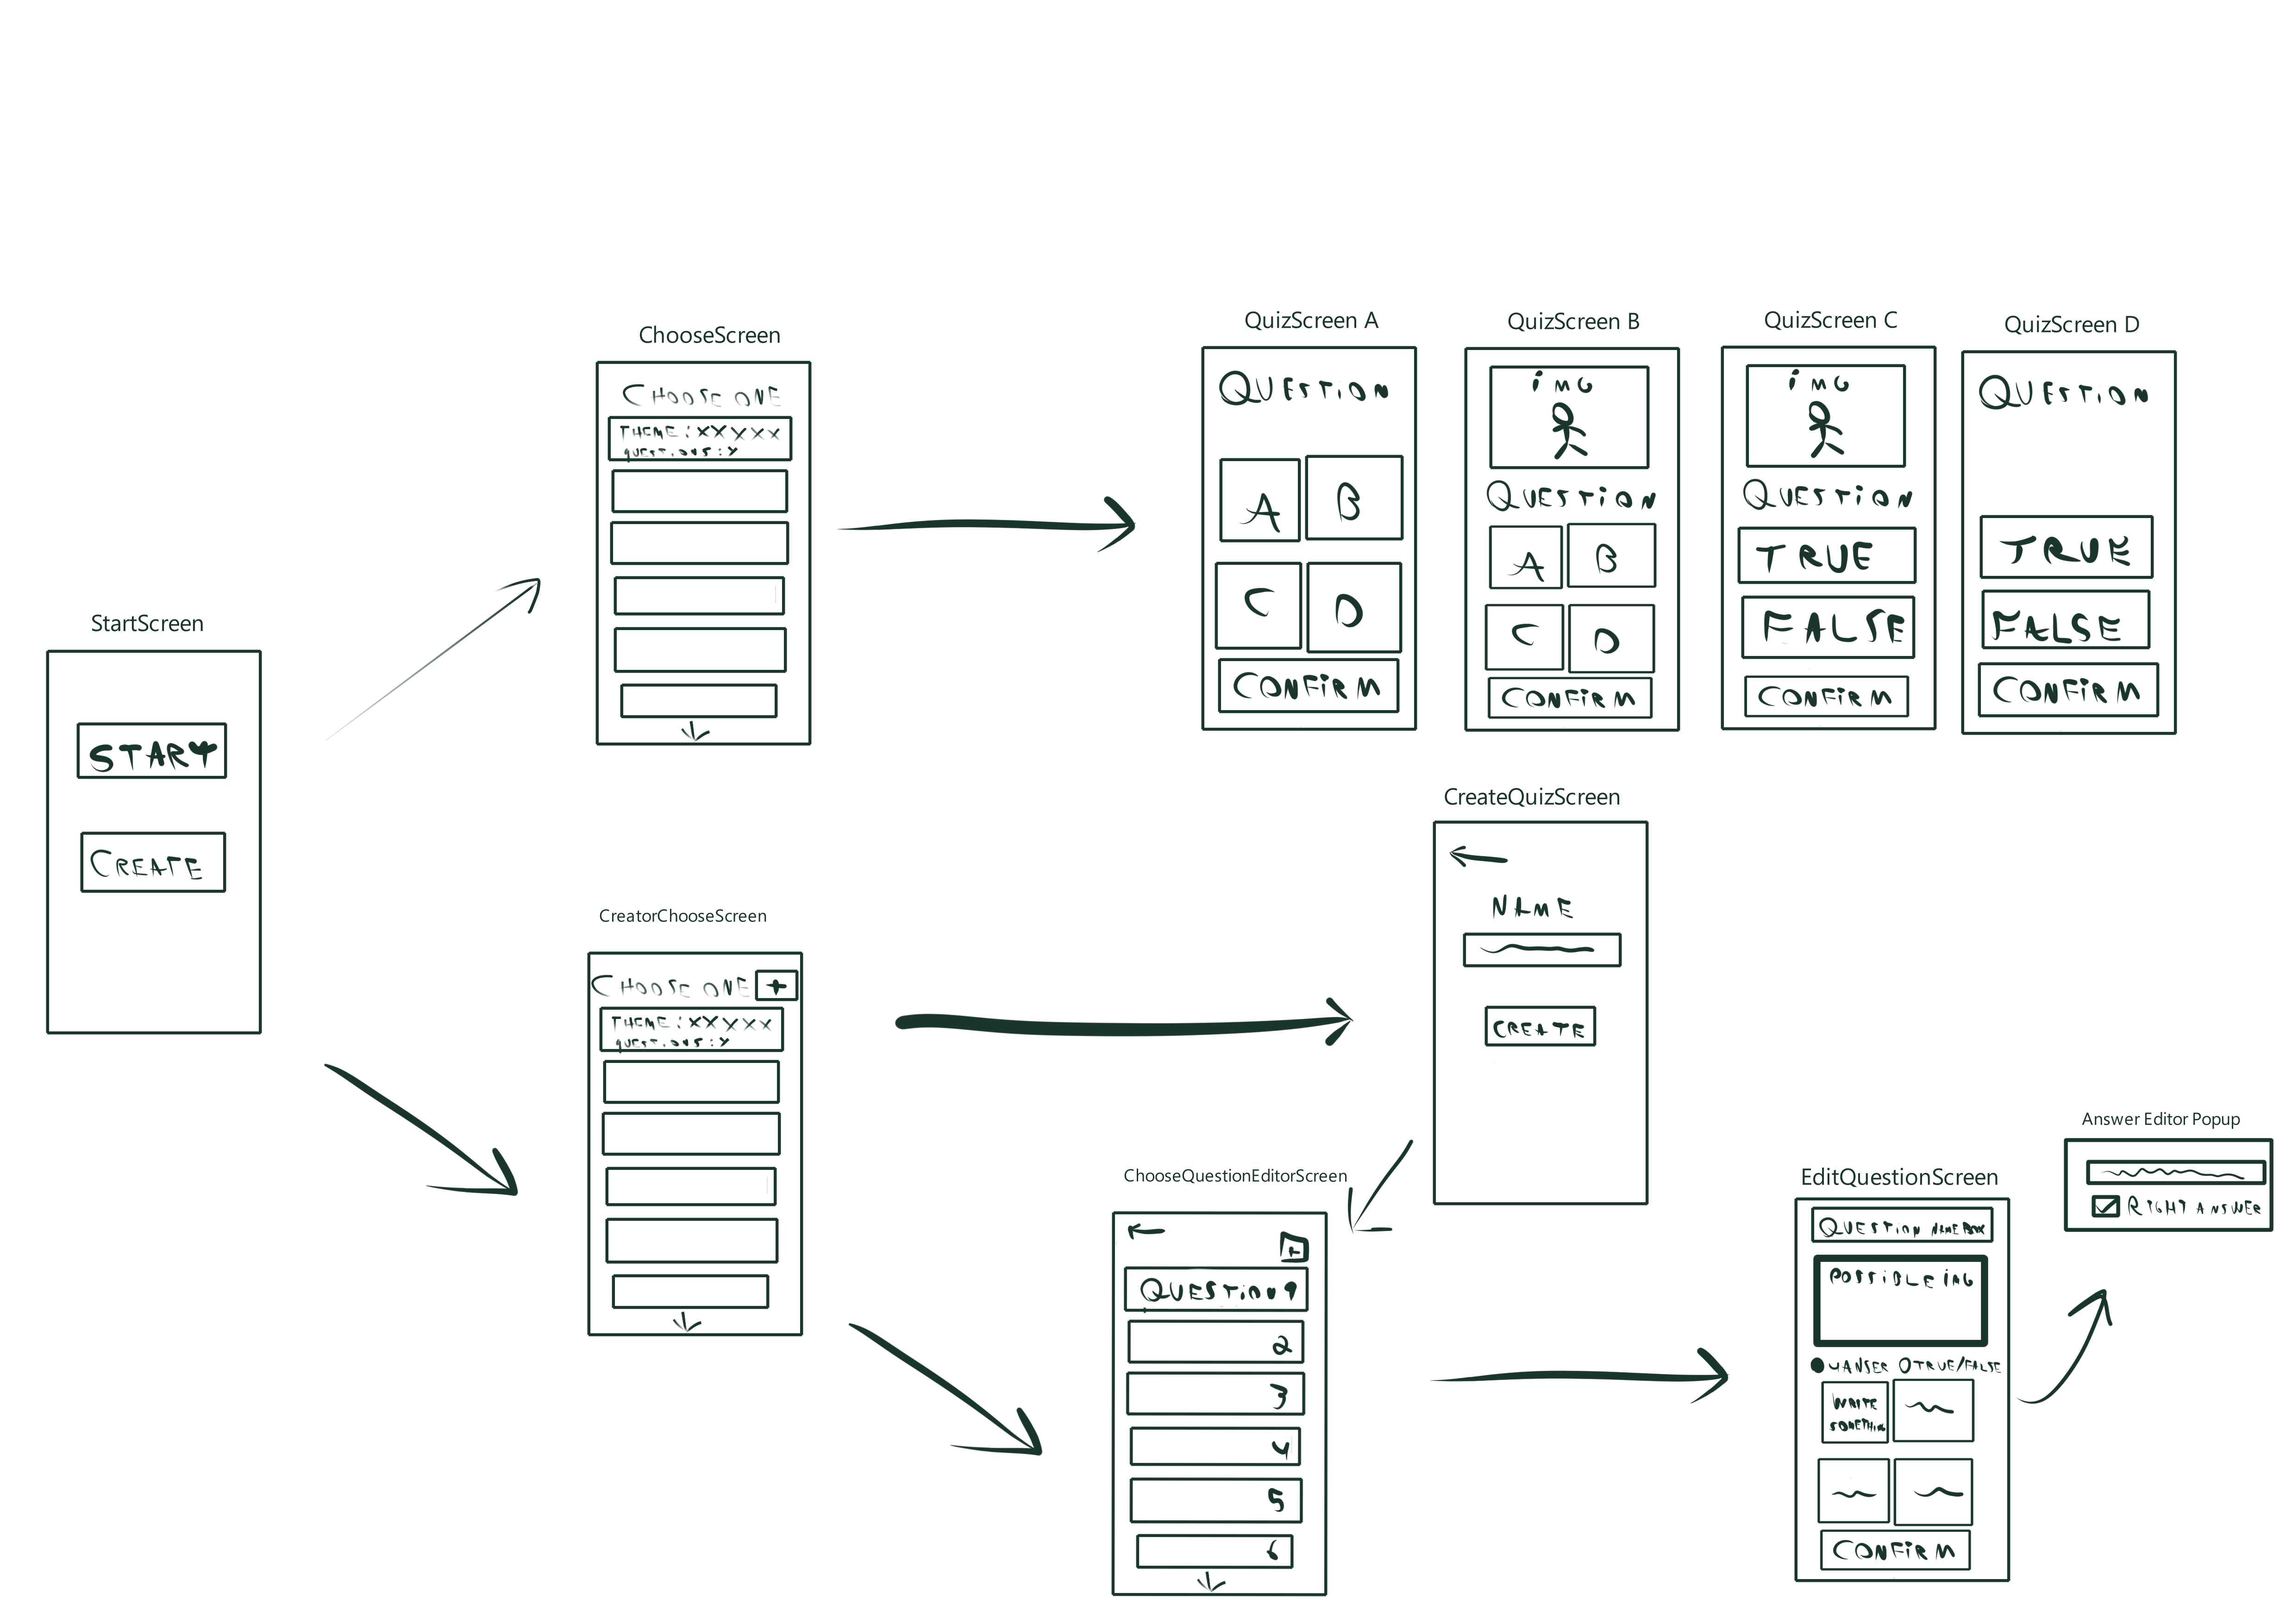 StartScreen
START
CREATE
ChooseScreen
CHOOSE ONE
THEME: XXXXX
QUESTIONS: Y
QuizScreen A
QUESTION
A B
C D
CONFIRM
QuizScreen B
iMG
QUESTION
A B
C D
CONFIRM
QuizScreen C
iMG
QUESTION
TRUE
FALSE
CONFIRM
QuizScreen D
QUESTION
TRUE
FALSE
CONFIRM
CreatorChooseScreen
CHOOSE ONE +
THEME: XXXXX
QUESTIONS: Y
CreateQuizScreen
NAME
CREATE
ChooseQuestionEditorScreen
+
QUESTION 1
2
3
4
5
6
EditQuestionScreen
QUESTION NAME BOX
POSSIBLE iMG
4ANSER TRUE/FALSE
WRITE
SOMETHIN
CONFIRM
Answer Editor Popup
RIGHT ANSWER